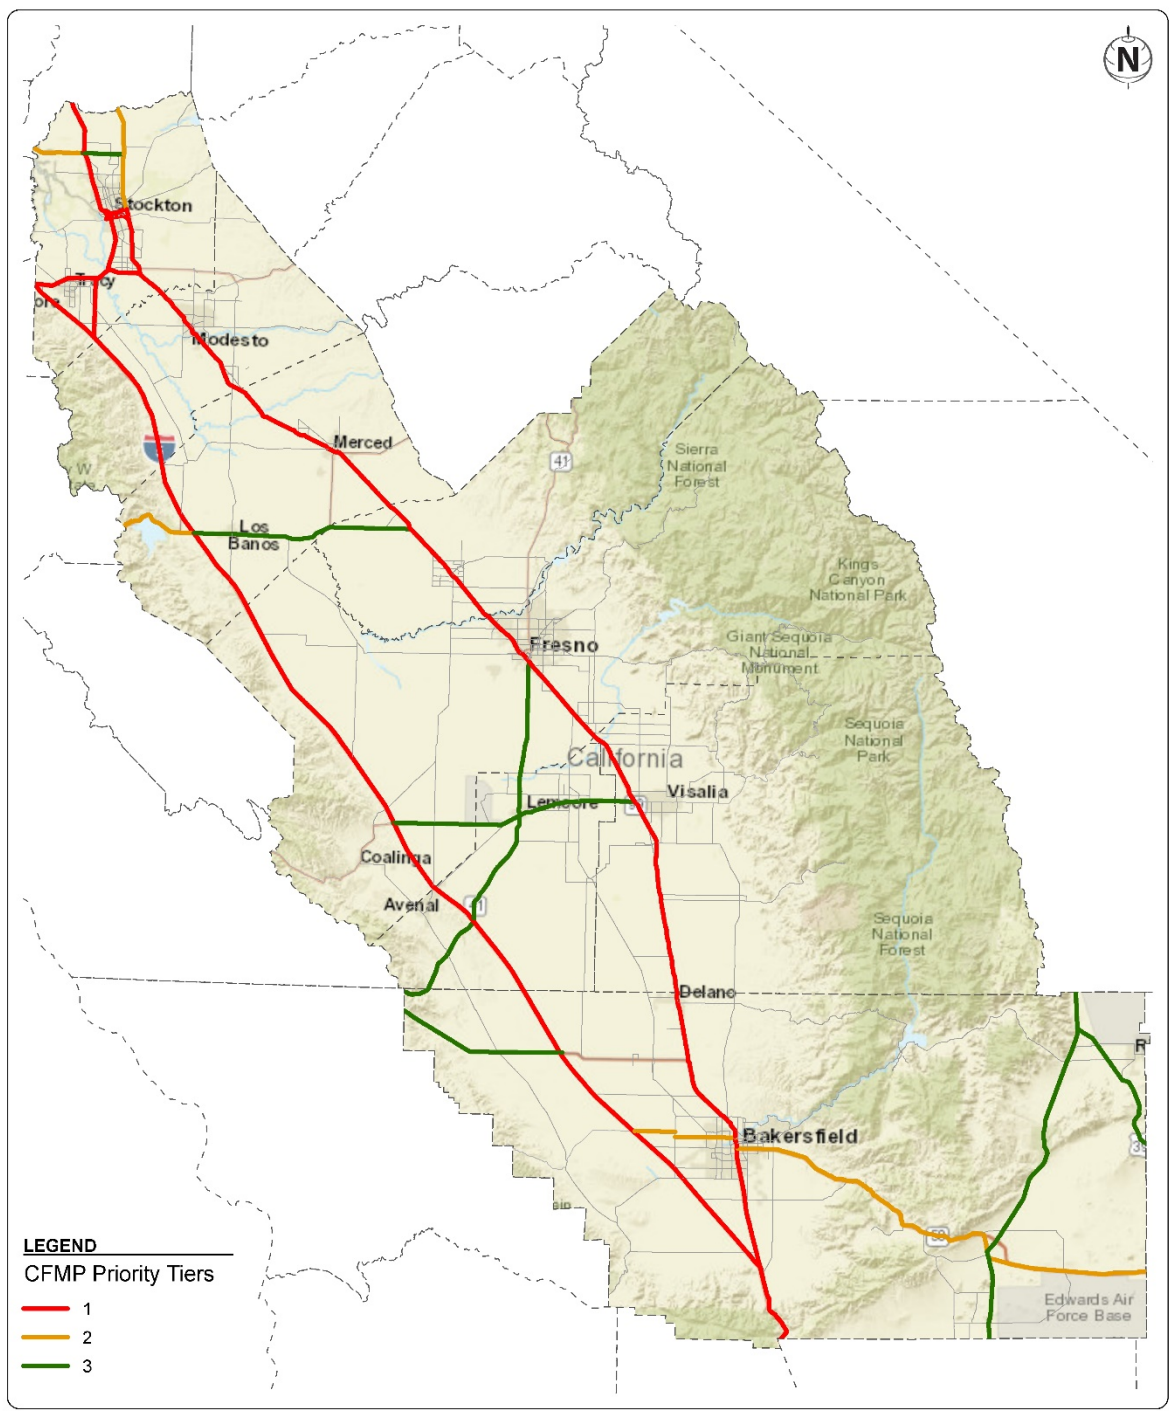 N
Stockton
Tracy
ore
Modesto
Merced
5
41
Sierra
National
Forest
Los
Banos
Kings
Canyon
National Park
Fresno
Giant Sequoia
National
Monument
Sequoia
National
Park
California
Visalia
Lemoore
Coalinga
Avenal
Sequoia
National
Forest
Delano
R
Bakersfield
Edwards Air
Force Base
LEGEND
CFMP Priority Tiers
1
2
3